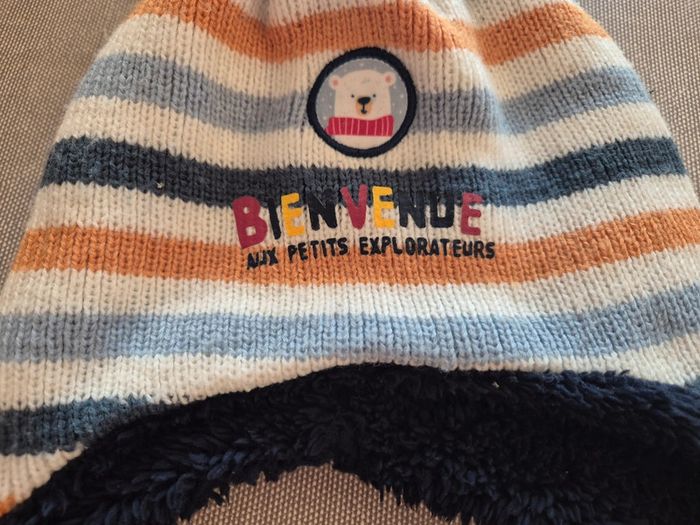 BIENVENUE
AUX PETITS EXPLORATEURS